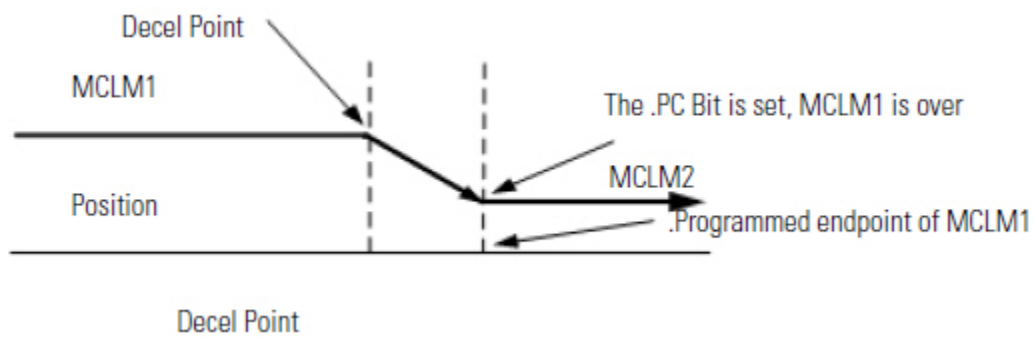 Decel Point
MCLM1
The .PC Bit is set, MCLM1 is over
MCLM2
Position
.Programmed endpoint of MCLM1
Decel Point